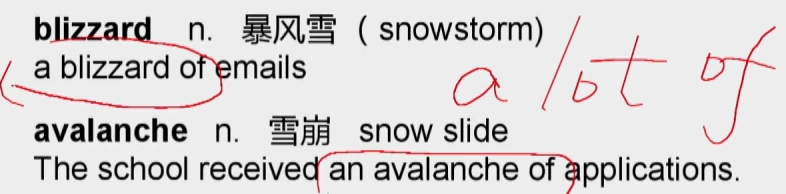 blizzard n. 暴风雪 ( snowstorm)
a blizzard of emails
a lot of
avalanche n. 雪崩 snow slide
The school received an avalanche of applications.